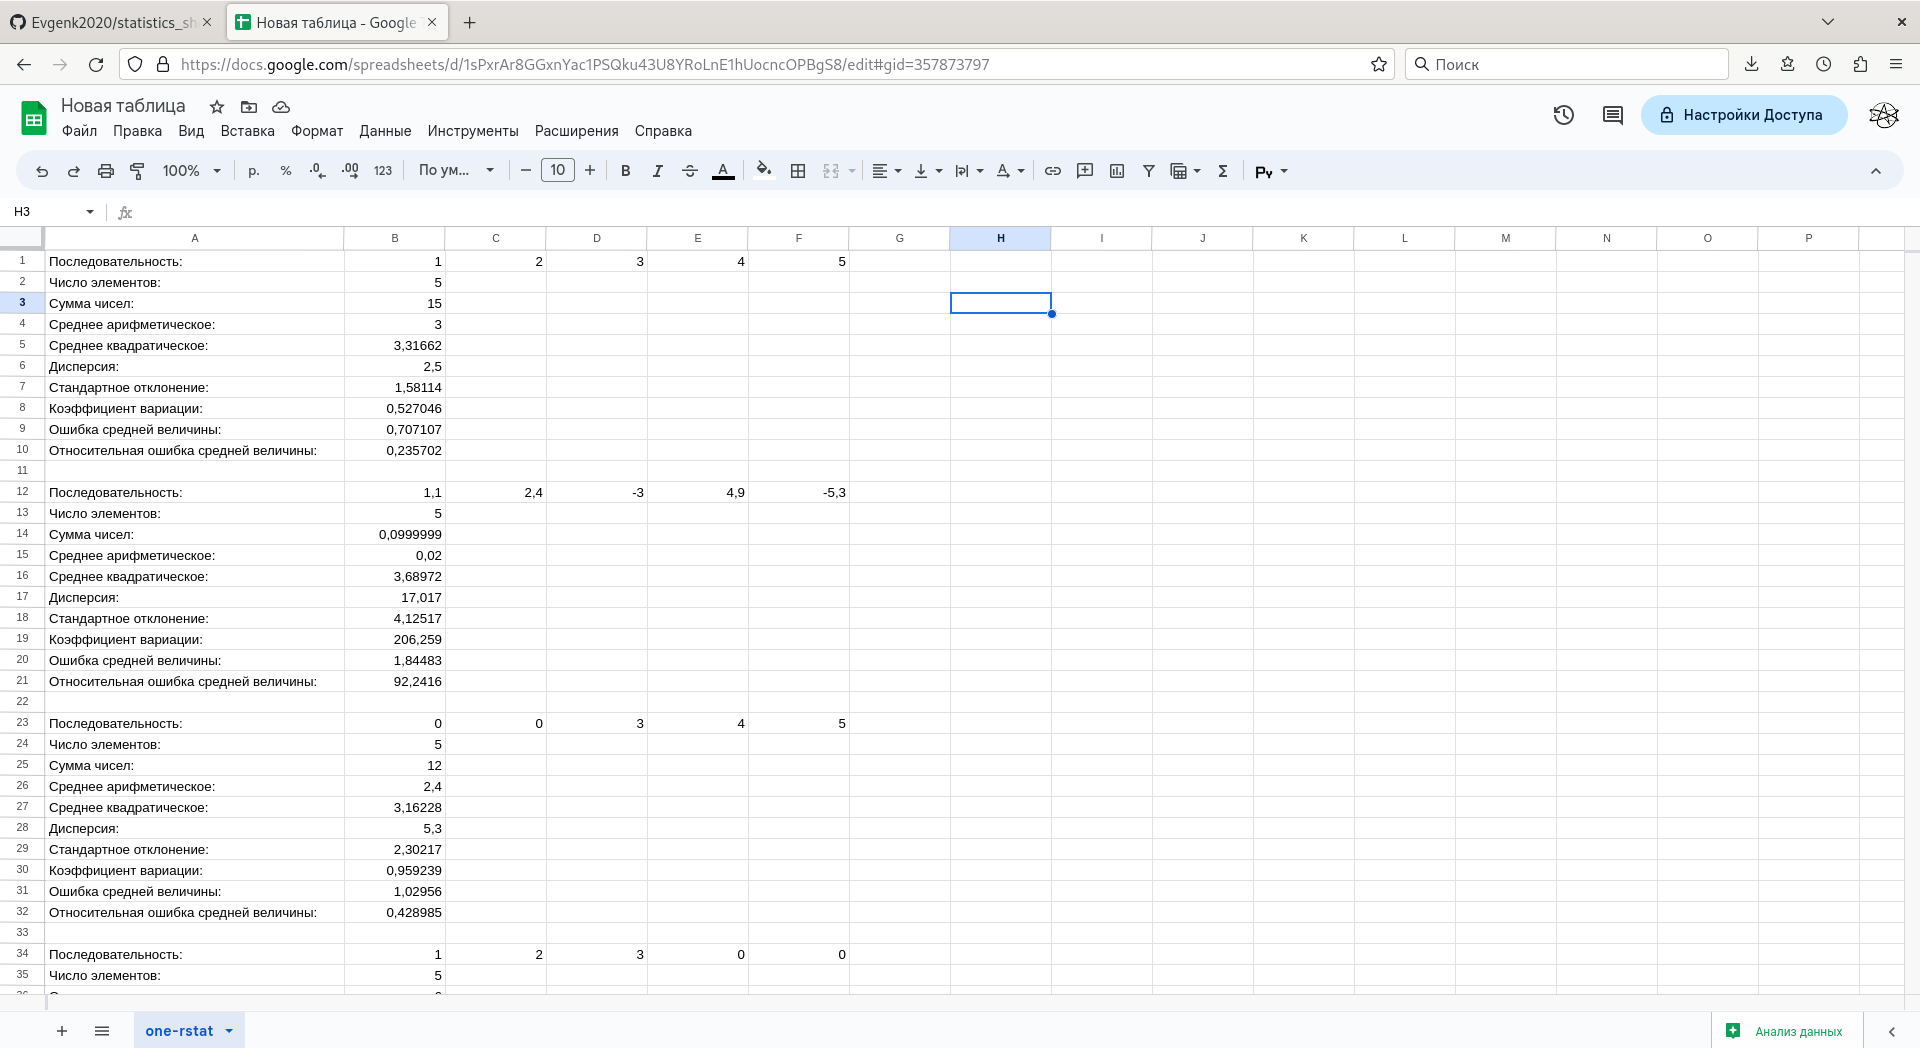 Evgenk2020/statistics_sh
Новая таблица - Google
https://docs.google.com/spreadsheets/d/1sPxrAr8GGxnYac1PSQku43U8YRoLnE1hUocncOPBgS8/edit#gid=357873797
Поиск
Новая таблица
Файл Правка Вид Вставка Формат Данные Инструменты Расширения Справка
Настройки Доступа
100% р. % .0 .00 123 По ум... 10 B I A Σ
H3 fx
A B C D E F G H I J K L M N O P
1 Последовательность: 1 2 3 4 5
2 Число элементов: 5
3 Сумма чисел: 15
4 Среднее арифметическое: 3
5 Среднее квадратическое: 3,31662
6 Дисперсия: 2,5
7 Стандартное отклонение: 1,58114
8 Коэффициент вариации: 0,527046
9 Ошибка средней величины: 0,707107
10 Относительная ошибка средней величины: 0,235702
11
12 Последовательность: 1,1 2,4 -3 4,9 -5,3
13 Число элементов: 5
14 Сумма чисел: 0,0999999
15 Среднее арифметическое: 0,02
16 Среднее квадратическое: 3,68972
17 Дисперсия: 17,017
18 Стандартное отклонение: 4,12517
19 Коэффициент вариации: 206,259
20 Ошибка средней величины: 1,84483
21 Относительная ошибка средней величины: 92,2416
22
23 Последовательность: 0 0 3 4 5
24 Число элементов: 5
25 Сумма чисел: 12
26 Среднее арифметическое: 2,4
27 Среднее квадратическое: 3,16228
28 Дисперсия: 5,3
29 Стандартное отклонение: 2,30217
30 Коэффициент вариации: 0,959239
31 Ошибка средней величины: 1,02956
32 Относительная ошибка средней величины: 0,428985
33
34 Последовательность: 1 2 3 0 0
35 Число элементов: 5
one-rstat
Анализ данных